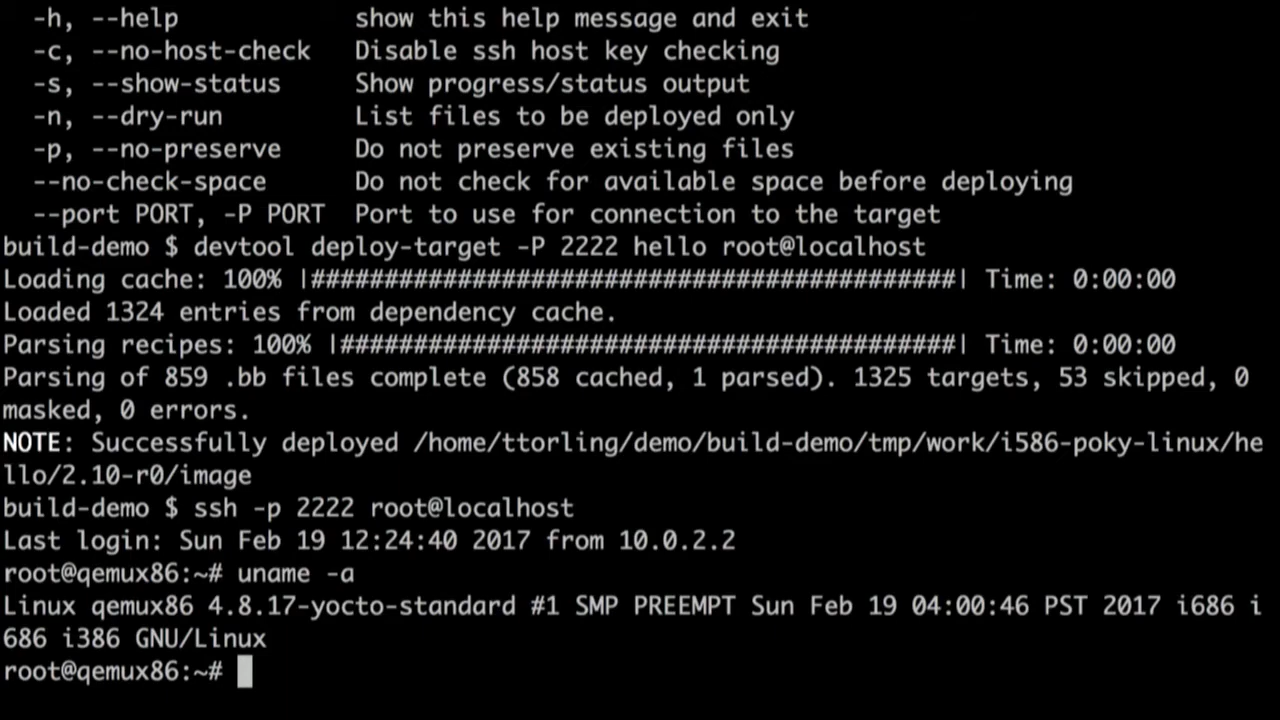 -h, --help            show this help message and exit
-c, --no-host-check   Disable ssh host key checking
-s, --show-status     Show progress/status output
-n, --dry-run         List files to be deployed only
-p, --no-preserve     Do not preserve existing files
--no-check-space      Do not check for available space before deploying
--port PORT, -P PORT  Port to use for connection to the target
build-demo $ devtool deploy-target -P 2222 hello root@localhost
Loading cache: 100% |############################################| Time: 0:00:00
Loaded 1324 entries from dependency cache.
Parsing recipes: 100% |##########################################| Time: 0:00:00
Parsing of 859 .bb files complete (858 cached, 1 parsed). 1325 targets, 53 skipped, 0
masked, 0 errors.
NOTE: Successfully deployed /home/ttorling/demo/build-demo/tmp/work/i586-poky-linux/he
llo/2.10-r0/image
build-demo $ ssh -p 2222 root@localhost
Last login: Sun Feb 19 12:24:40 2017 from 10.0.2.2
root@qemux86:~# uname -a
Linux qemux86 4.8.17-yocto-standard #1 SMP PREEMPT Sun Feb 19 04:00:46 PST 2017 i686 i
686 i386 GNU/Linux
root@qemux86:~#